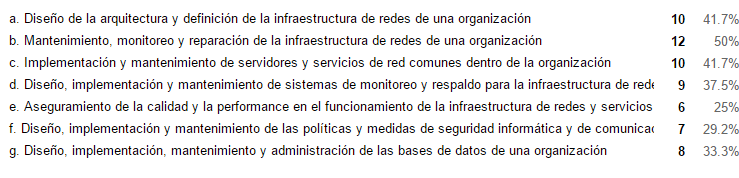 a. Diseño de la arquitectura y definición de la infraestructura de redes de una organización 10 41.7%
b. Mantenimiento, monitoreo y reparación de la infraestructura de redes de una organización 12 50%
c. Implementación y mantenimiento de servidores y servicios de red comunes dentro de la organización 10 41.7%
d. Diseño, implementación y mantenimiento de sistemas de monitoreo y respaldo para la infraestructura de rede 9 37.5%
e. Aseguramiento de la calidad y la performance en el funcionamiento de la infraestructura de redes y servicios 6 25%
f. Diseño, implementación y mantenimiento de las políticas y medidas de seguridad informática y de comunicac 7 29.2%
g. Diseño, implementación, mantenimiento y administración de las bases de datos de una organización 8 33.3%